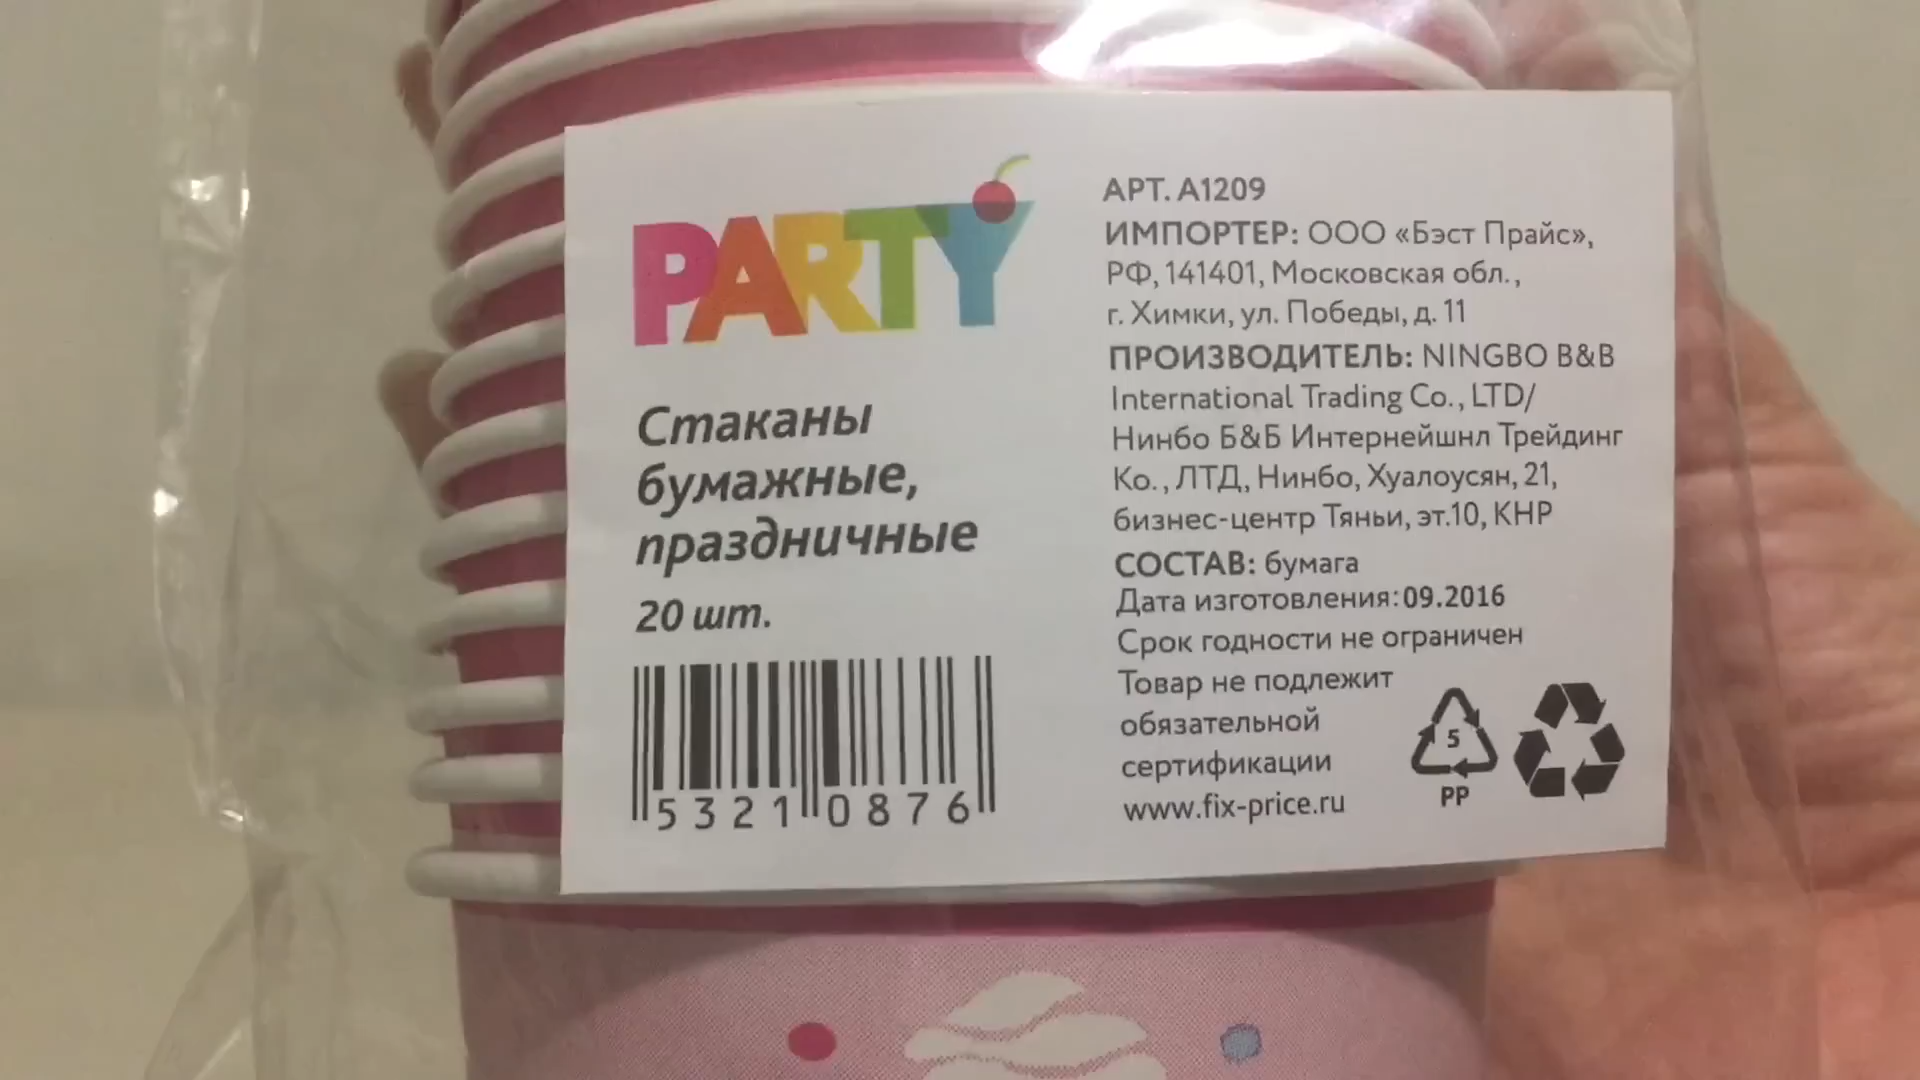 PARTY
Стаканы
бумажные,
праздничные
20 шт.
5321 0876
АРТ. А1209
ИМПОРТЕР: ООО «Бэст Прайс»,
РФ, 141401, Московская обл.,
г. Химки, ул. Победы, д. 11
ПРОИЗВОДИТЕЛЬ: NINGBO B&B
International Trading Co., LTD/
Нинбо Б&Б Интернейшнл Трейдинг
Ко., ЛТД, Нинбо, Хуалоусян, 21,
бизнес-центр Тяньи, эт.10, КНР
СОСТАВ: бумага
Дата изготовления: 09.2016
Срок годности не ограничен
Товар не подлежит
обязательной
сертификации
www.fix-price.ru
5
PP